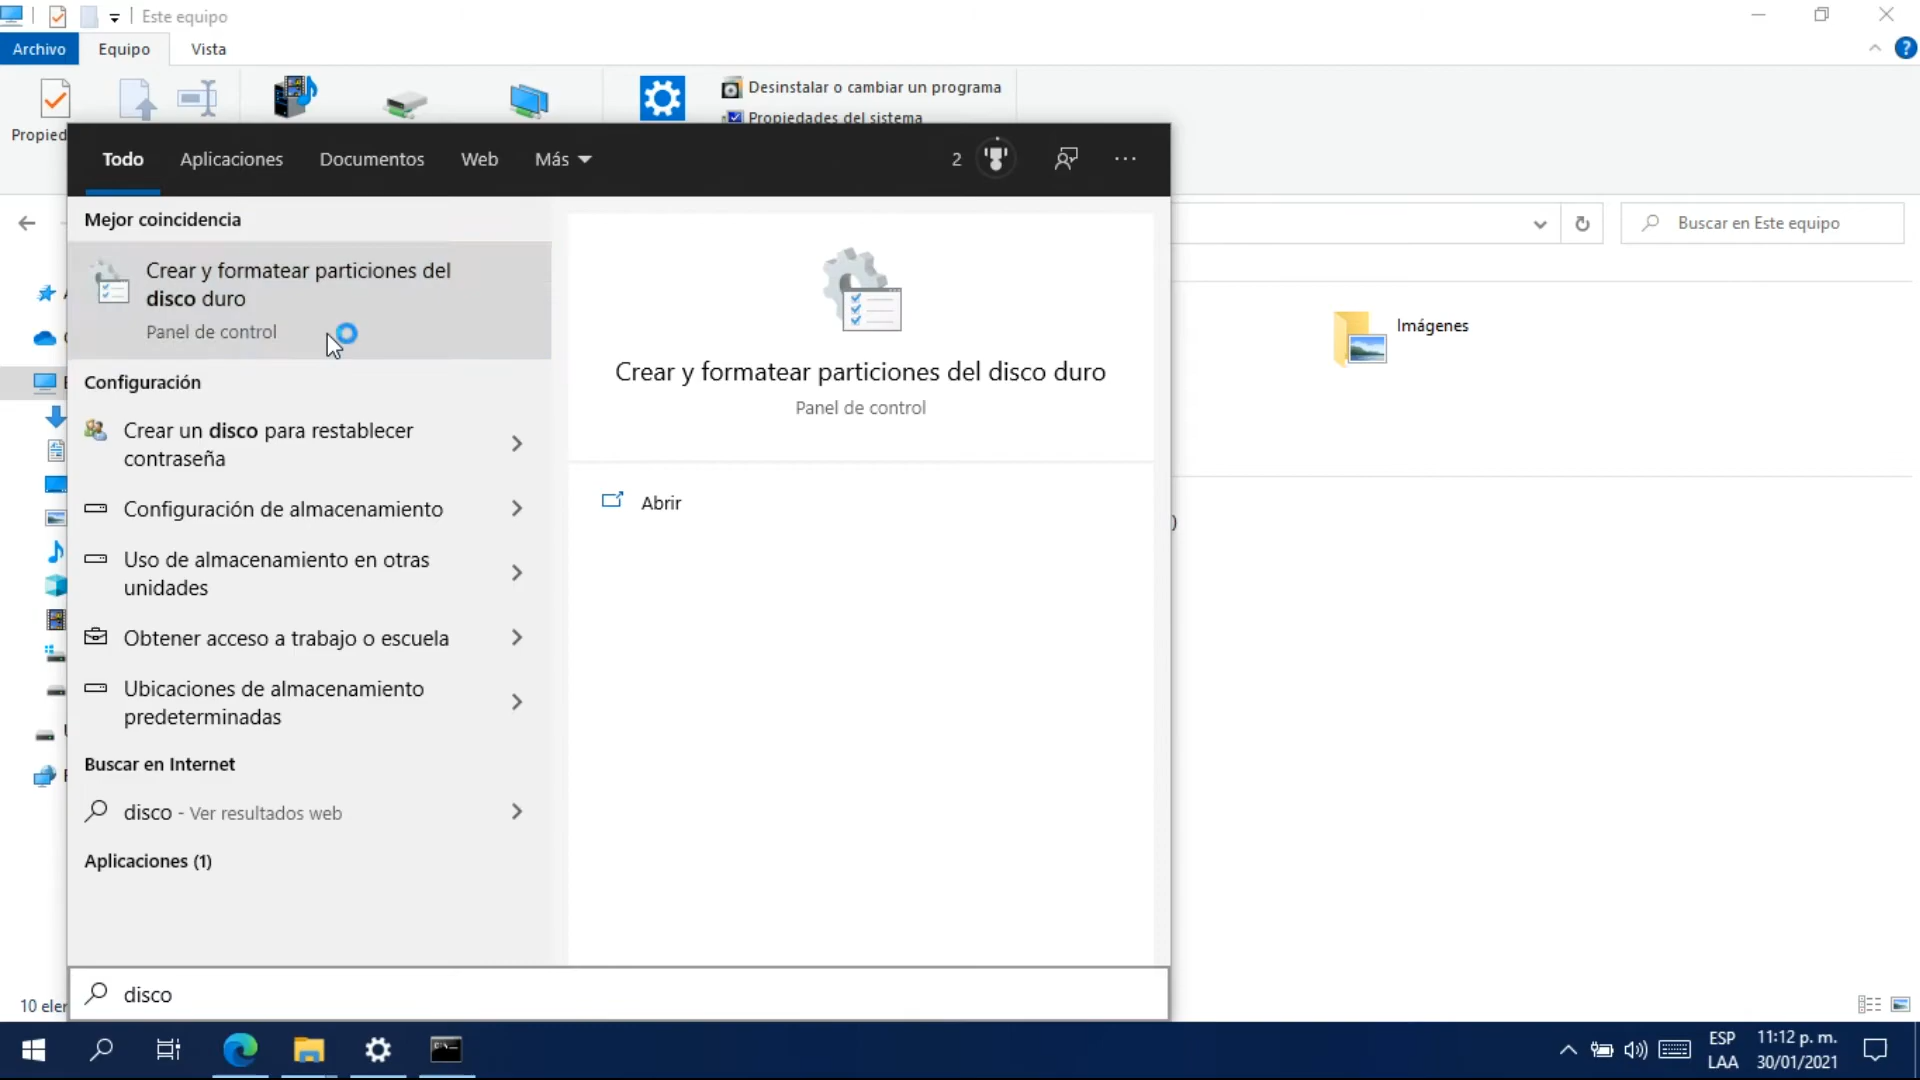 Este equipo
Archivo
Equipo
Vista
Desinstalar o cambiar un programa
Propiedades del sistema
Todo
Aplicaciones
Documentos
Web
Más
2
Mejor coincidencia
Crear y formatear particiones del
disco duro
Panel de control
Configuración
Crear un disco para restablecer
contraseña
Configuración de almacenamiento
Uso de almacenamiento en otras
unidades
Obtener acceso a trabajo o escuela
Ubicaciones de almacenamiento
predeterminadas
Buscar en Internet
disco - Ver resultados web
Aplicaciones (1)
Crear y formatear particiones del disco duro
Panel de control
Abrir
Buscar en Este equipo
Imágenes
)
disco
10
ESP
LAA
11:12 p. m.
30/01/2021